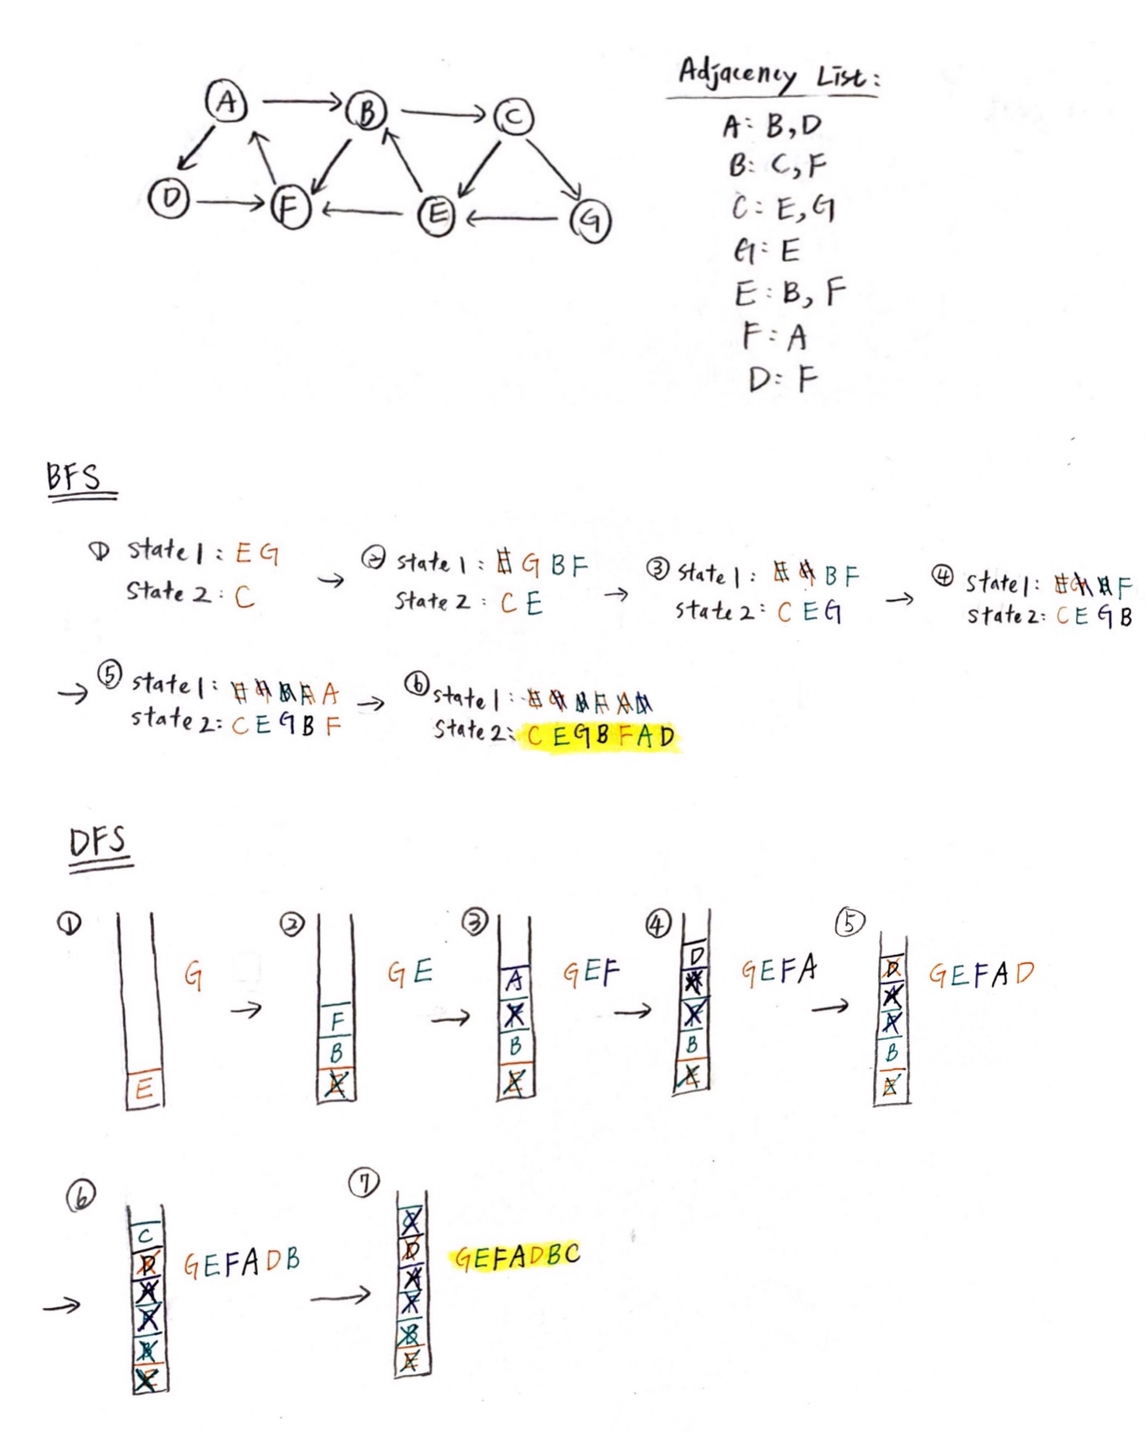 A B C
D F E G
Adjacency List:
A: B, D
B: C, F
C: E, G
G: E
E: B, F
F: A
D: F
BFS
① state 1: E G
State 2: C
② state 1: E G B F
State 2: C E
③ state 1: E G B F
state 2: C E G
④ state 1: E G B F
state 2: C E G B
⑤ state 1: E G B F A
state 2: C E G B F
⑥ state 1: E G B F A D
State 2: C E G B F A D
DFS
①
G
E
②
G E
F
B
E
③
G E F
A
F
B
E
④
G E F A
D
A
F
B
E
⑤
G E F A D
D
A
F
B
E
⑥
G E F A D B
C
D
A
F
B
E
⑦
G E F A D B C
C
D
A
F
B
E